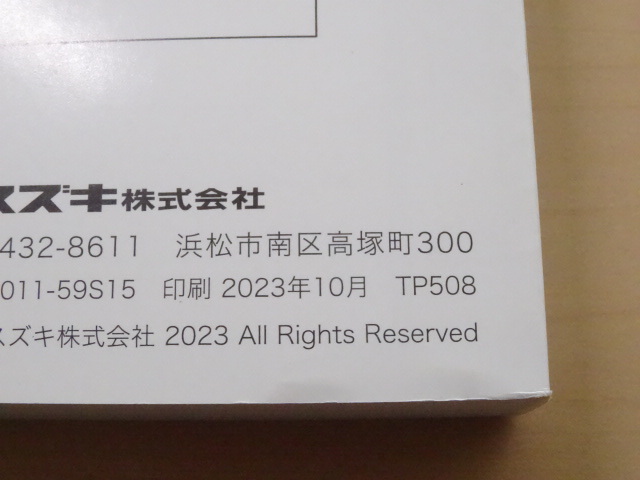 スズキ株式会社
432-8611 浜松市南区高塚町300
011-59S15 印刷 2023年10月 TP508
スズキ株式会社 2023 All Rights Reserved